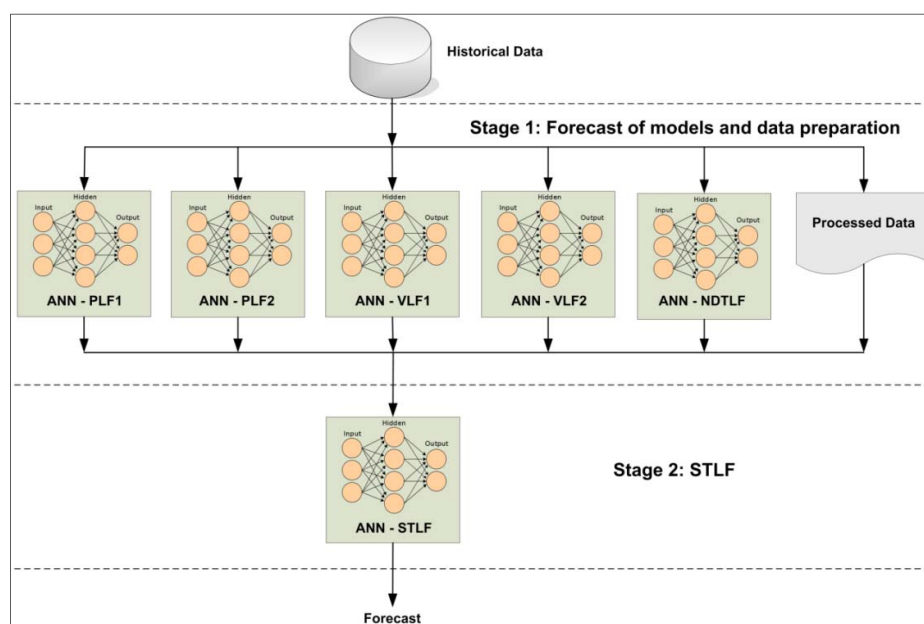 Historical Data
Stage 1: Forecast of models and data preparation
Hidden
Input
Output
ANN - PLF1
Hidden
Input
Output
ANN - PLF2
Hidden
Input
Output
ANN - VLF1
Hidden
Input
Output
ANN - VLF2
Hidden
Input
Output
ANN - NDTLF
Processed Data
Hidden
Input
Output
ANN - STLF
Stage 2: STLF
Forecast